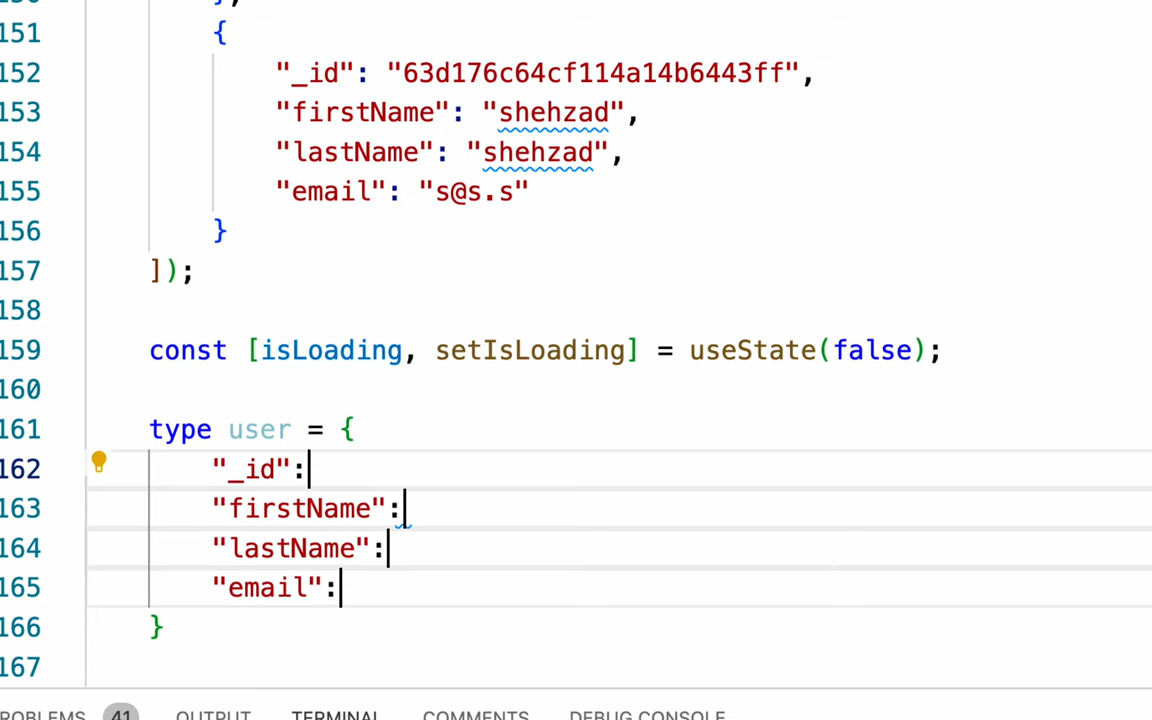 },
151 {
152 "_id": "63d176c64cf114a14b6443ff",
153 "firstName": "shehzad",
154 "lastName": "shehzad",
155 "email": "s@s.s"
156 }
157 ]);
158
159 const [isLoading, setIsLoading] = useState(false);
160
161 type user = {
162 "_id":
163 "firstName":
164 "lastName":
165 "email":
166 }
167
PROBLEMS 41 OUTPUT TERMINAL COMMENTS DEBUG CONSOLE